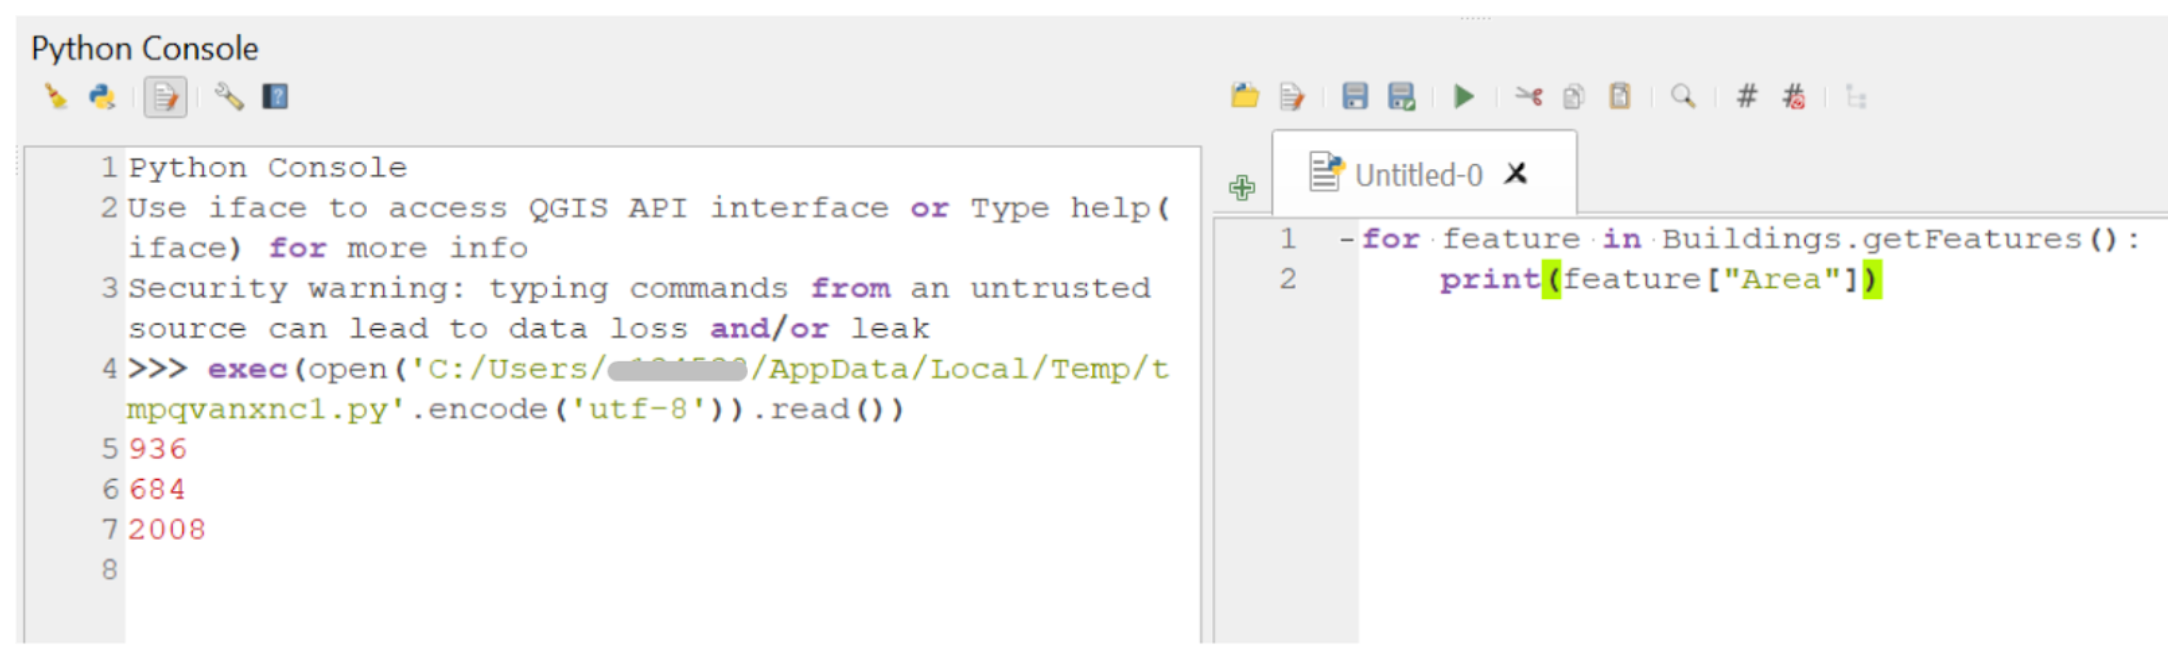 Python Console
1 Python Console
2 Use iface to access QGIS API interface or Type help(
iface) for more info
3 Security warning: typing commands from an untrusted
source can lead to data loss and/or leak
4 >>> exec(open('C:/Users/ /AppData/Local/Temp/t
mpqvanxnc1.py'.encode('utf-8')).read())
5 936
6 684
7 2008
8
Untitled-0
1 for feature in Buildings.getFeatures():
2 print(feature["Area"])